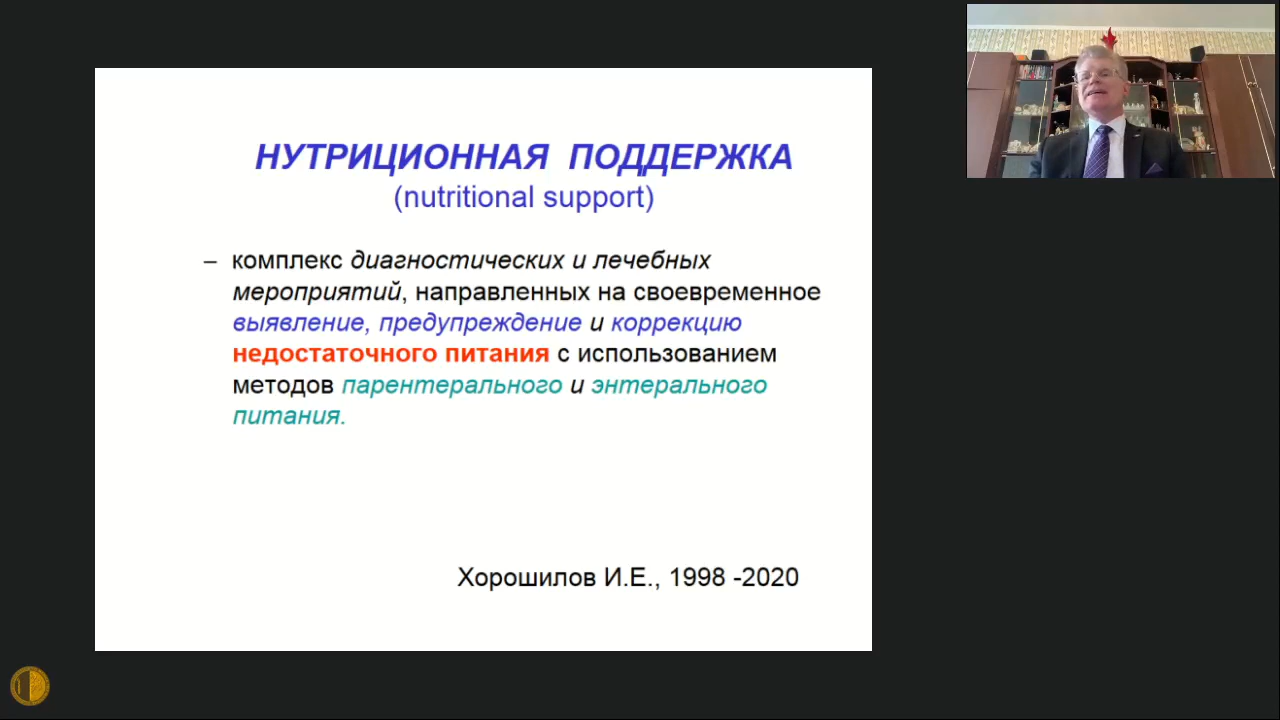 НУТРИЦИОННАЯ ПОДДЕРЖКА
(nutritional support)
– комплекс диагностических и лечебных
мероприятий, направленных на своевременное
выявление, предупреждение и коррекцию
недостаточного питания с использованием
методов парентерального и энтерального
питания.
Хорошилов И.Е., 1998 -2020